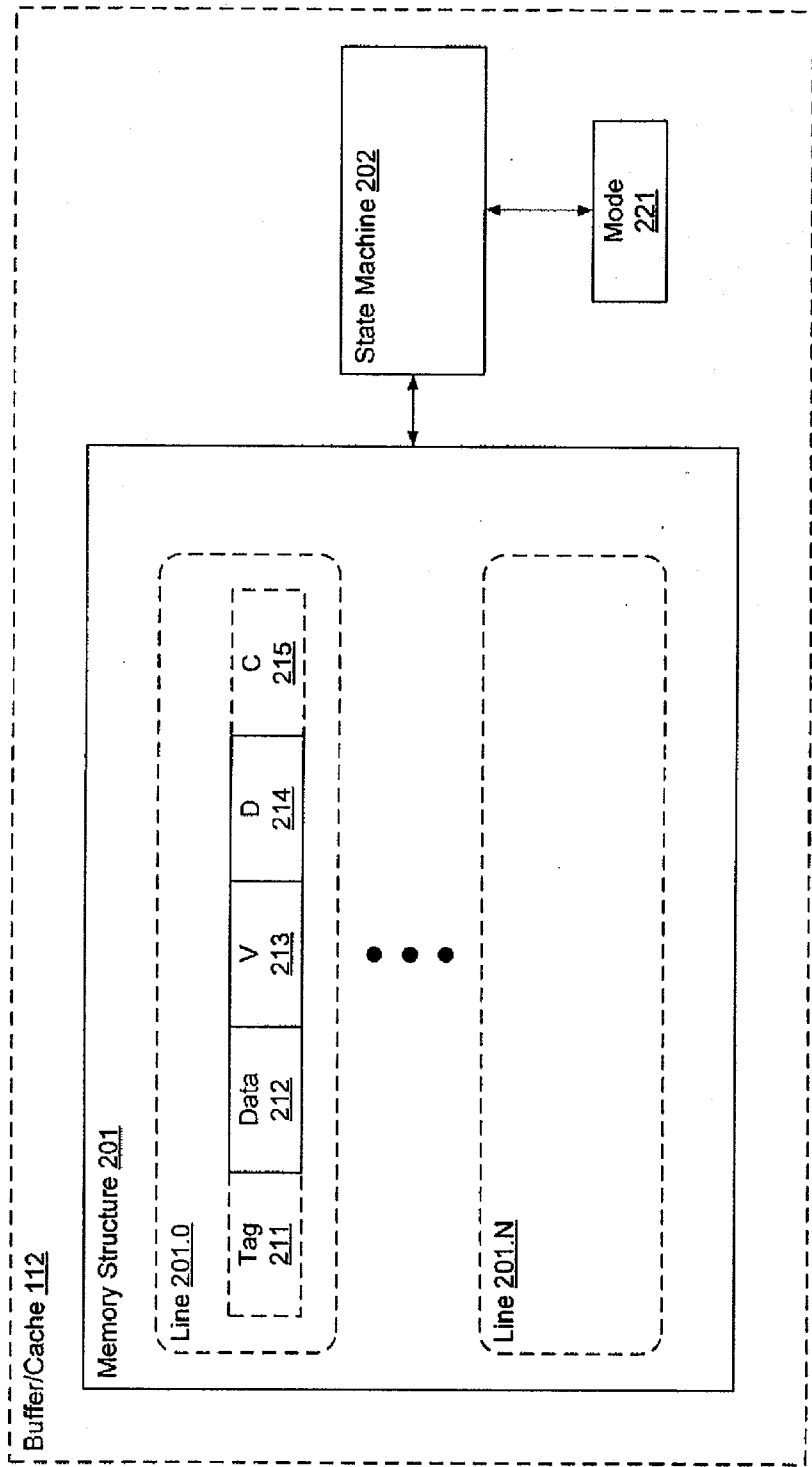 Buffer/Cache 112
Memory Structure 201
Line 201.0
Tag
211
Data
212
V
213
D
214
C
215
Line 201.N
State Machine 202
Mode
221